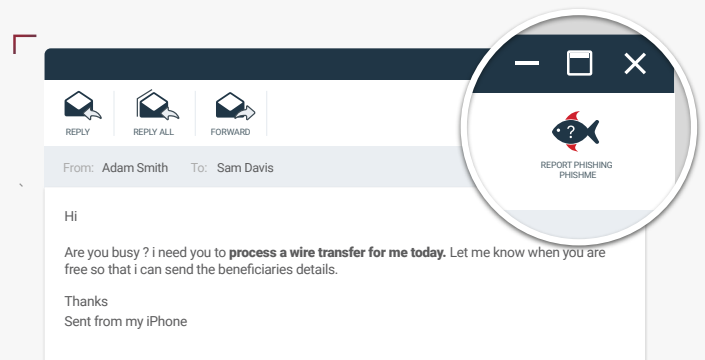 REPLY
REPLY ALL
FORWARD
?
REPORT PHISHING
PHISHME
From: Adam Smith To: Sam Davis
Hi
Are you busy ? i need you to process a wire transfer for me today. Let me know when you are
free so that i can send the beneficiaries details.
Thanks
Sent from my iPhone